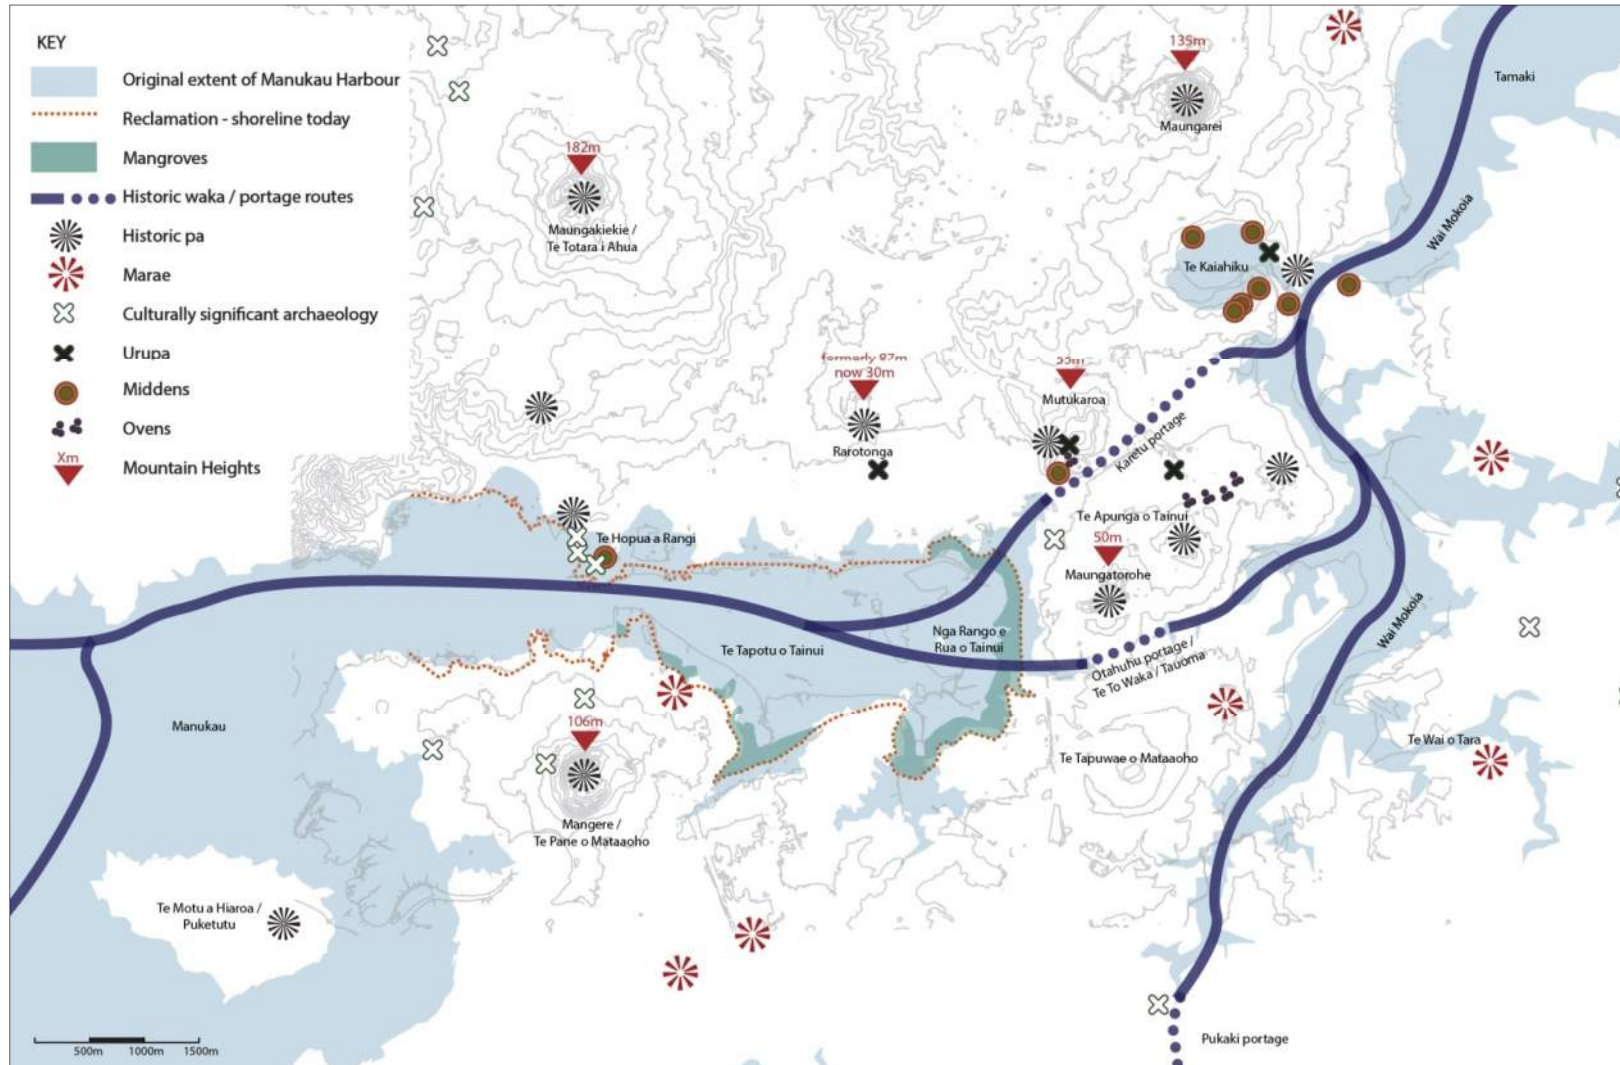 KEY
Original extent of Manukau Harbour
Reclamation - shoreline today
Mangroves
Historic waka / portage routes
Historic pa
Marae
Culturally significant archaeology
Urupa
Middens
Ovens
Xm
Mountain Heights
135m
Maungarei
Tamaki
182m
Maungakiekie /
Te Totara i Ahua
Wai Mokoia
Te Kaiahiku
formerly 87m
now 30m
Rarotonga
55m
Mutukaroa
Karetu portage
Te Hopua a Rangi
Te Apunga o Tainui
50m
Maungatorohe
Nga Rango e
Rua o Tainui
Te Tapotu o Tainui
Otahuhu portage /
Te To Waka / Tauoma
Wai Mokoia
Manukau
106m
Mangere /
Te Pane o Mataaoho
Te Tapuwae o Mataaoho
Te Wai o Tara
Te Motu a Hiaroa /
Puketutu
Pukaki portage
500m
1000m
1500m